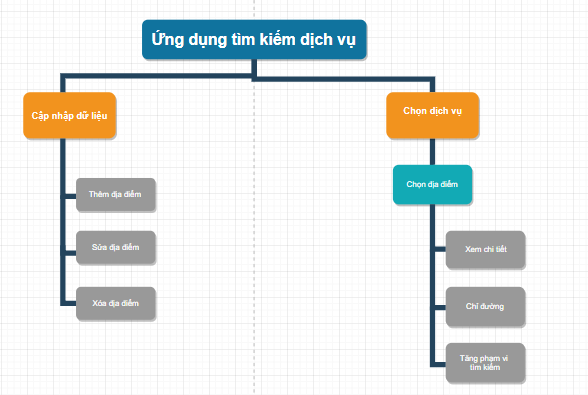 Ứng dụng tìm kiếm dịch vụ
Cập nhập dữ liệu
Chọn dịch vụ
Thêm địa điểm
Sửa địa điểm
Xóa địa điểm
Chọn địa điểm
Xem chi tiết
Chỉ đường
Tăng phạm vi
tìm kiếm